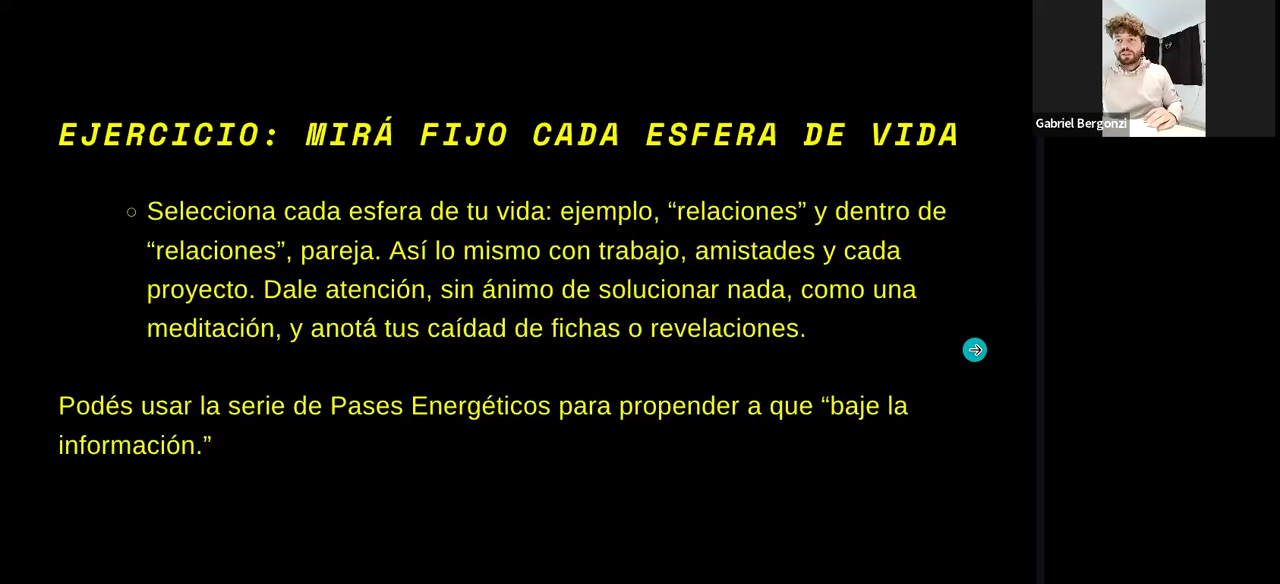 EJERCICIO: MIRÁ FIJO CADA ESFERA DE VIDA
Selecciona cada esfera de tu vida: ejemplo, “relaciones” y dentro de
“relaciones”, pareja. Así lo mismo con trabajo, amistades y cada
proyecto. Dale atención, sin ánimo de solucionar nada, como una
meditación, y anotá tus caídad de fichas o revelaciones.
Podés usar la serie de Pases Energéticos para propender a que “baje la
información.”
Gabriel Bergonzi